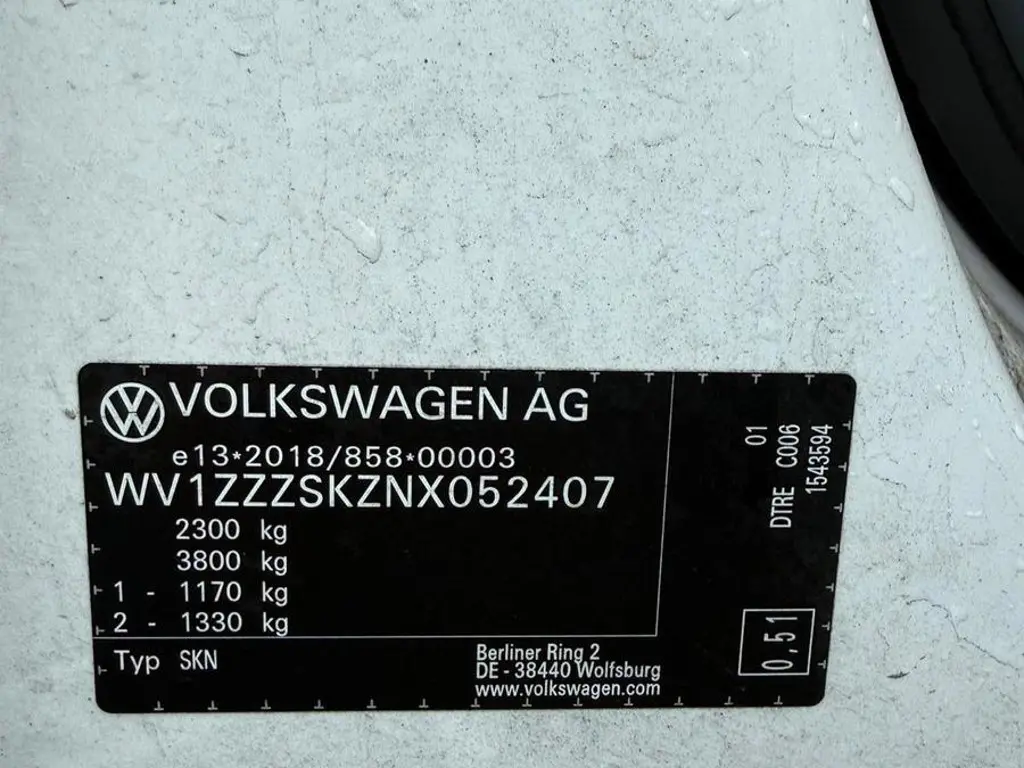 VOLKSWAGEN AG
e13*2018/858*00003
WV1ZZZSKZNX052407
2300 kg
3800 kg
1 - 1170 kg
2 - 1330 kg
Typ SKN
Berliner Ring 2
DE - 38440 Wolfsburg
www.volkswagen.com
01
DTRE C006
1543594
0,51